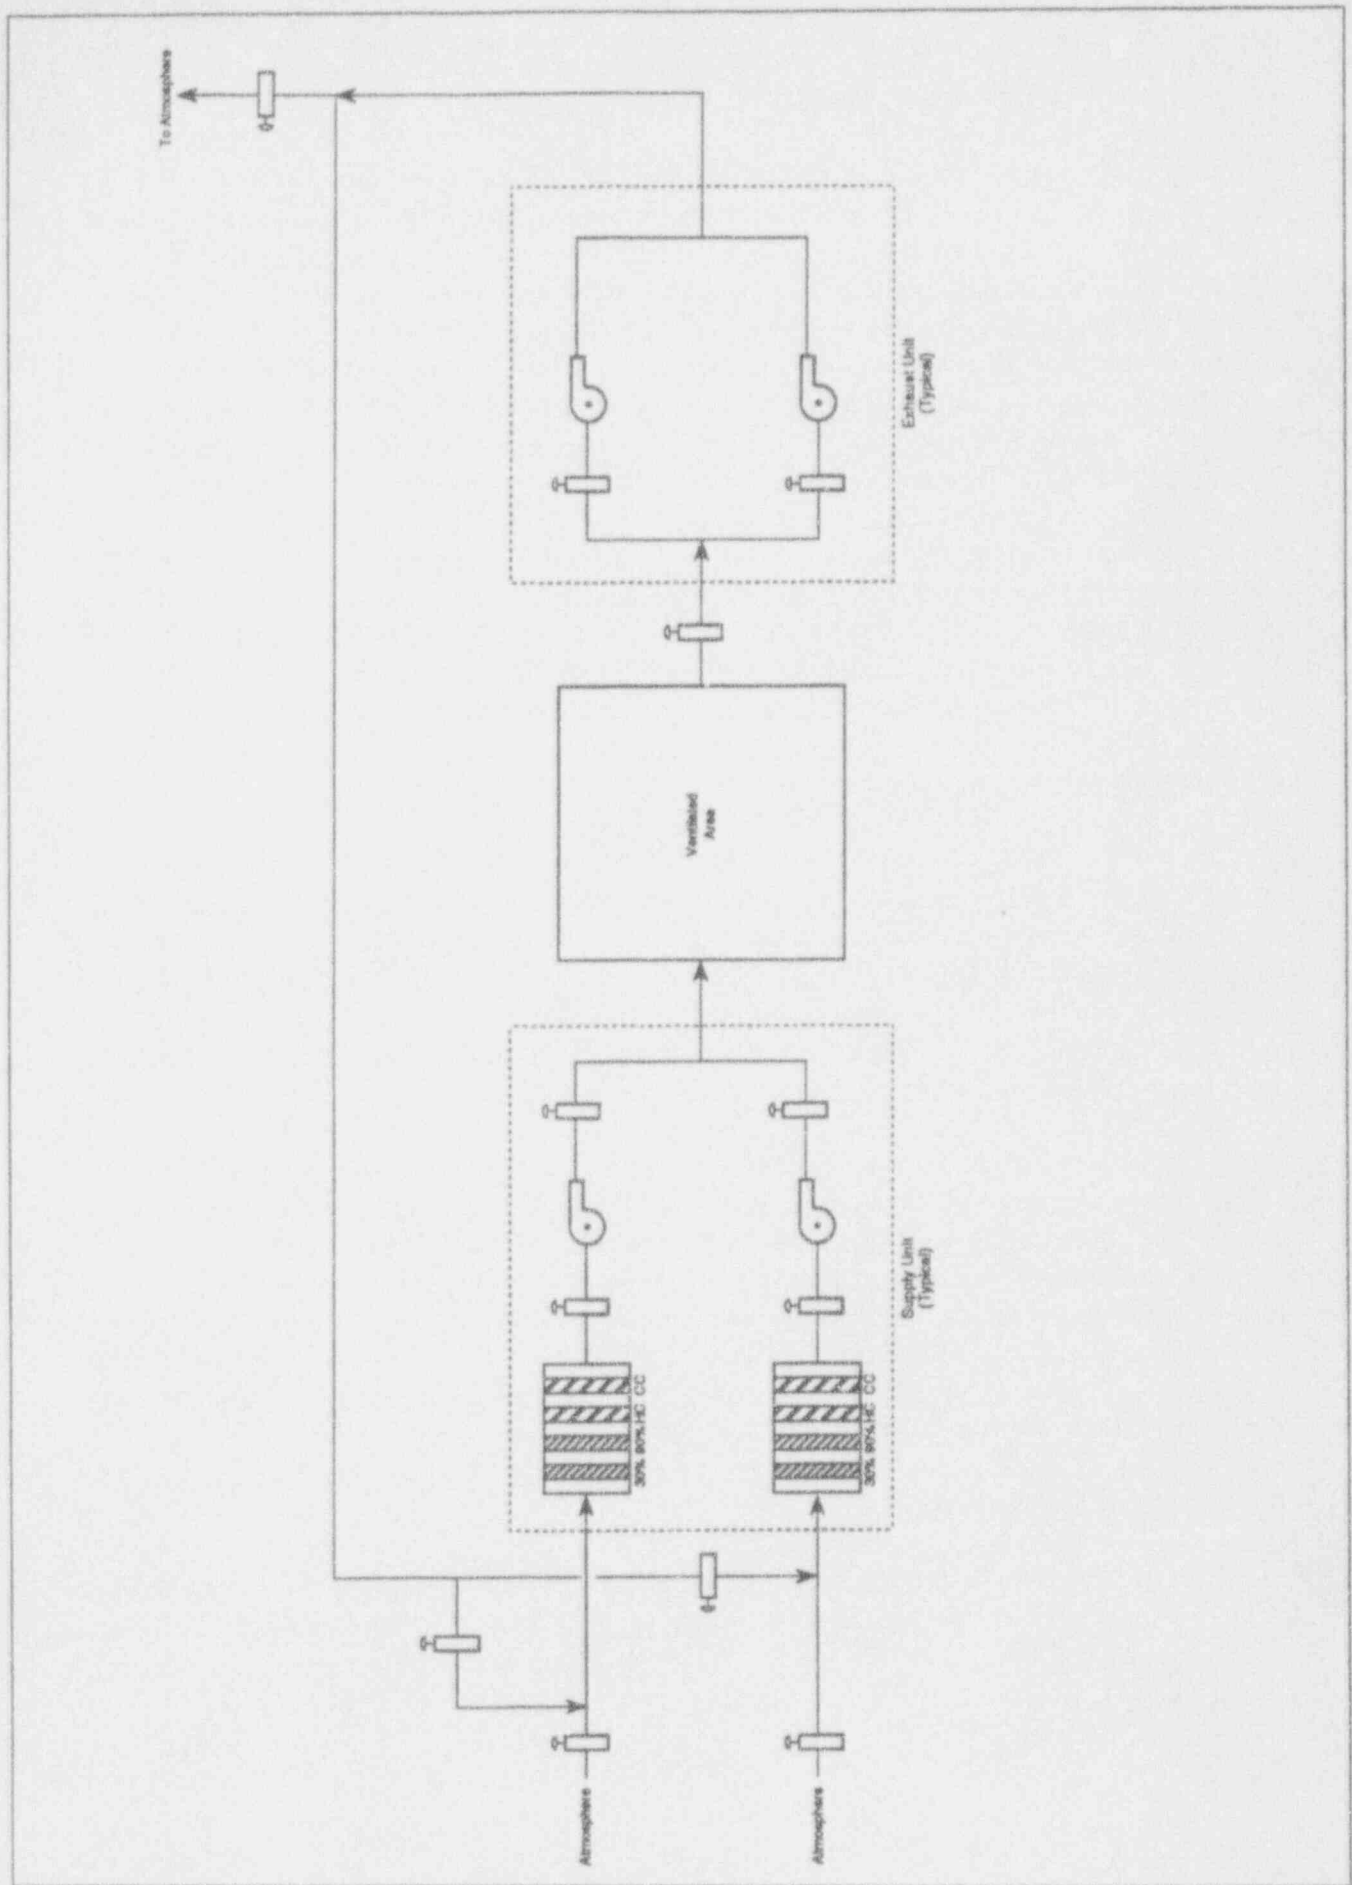 To Atmosphere
Exhaust Unit
(Typical)
Ventilated
Area
Supply Unit
(Typical)
30% 90% HC CC
30% 90% HC CC
Atmosphere
Atmosphere